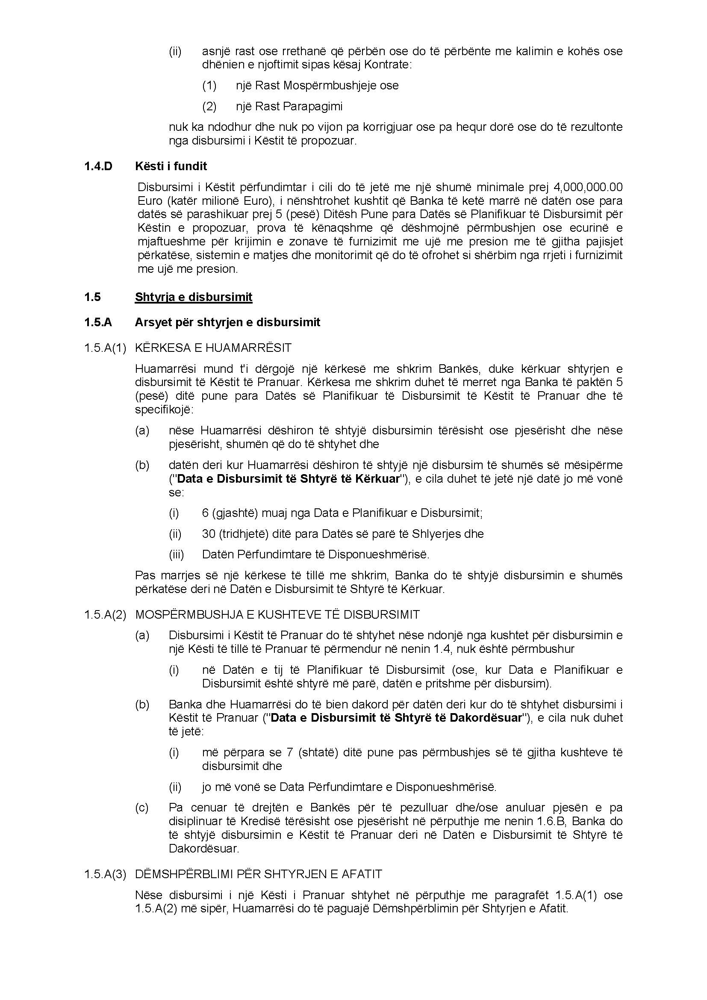 (ii) asnjë rast ose rrethanë që përbën ose do të përbënte me kalimin e kohës ose
dhënien e njoftimit sipas kësaj Kontrate:
(1) një Rast Mospërmbushjeje ose
(2) një Rast Parapagimi
nuk ka ndodhur dhe nuk po vijon pa korrigjuar ose pa hequr dorë ose do të rezultonte
nga disbursimi i Këstit të propozuar.
1.4.D Kësti i fundit
Disbursimi i Këstit përfundimtar i cili do të jetë me një shumë minimale prej 4,000,000.00
Euro (katër milionë Euro), i nënshtrohet kushtit që Banka të ketë marrë në datën ose para
datës së parashikuar prej 5 (pesë) Ditësh Pune para Datës së Planifikuar të Disbursimit për
Këstin e propozuar, prova të kënaqshme që dëshmojnë përmbushjen ose ecurinë e
mjaftueshme për krijimin e zonave të furnizimit me ujë me presion me të gjitha pajisjet
përkatëse, sistemin e matjes dhe monitorimit që do të ofrohet si shërbim nga rrjeti i furnizimit
me ujë me presion.
1.5 Shtyrja e disbursimit
1.5.A Arsyet për shtyrjen e disbursimit
1.5.A(1) KËRKESA E HUAMARRËSIT
Huamarrësi mund t'i dërgojë një kërkesë me shkrim Bankës, duke kërkuar shtyrjen e
disbursimit të Këstit të Pranuar. Kërkesa me shkrim duhet të merret nga Banka të paktën 5
(pesë) ditë pune para Datës së Planifikuar të Disbursimit të Këstit të Pranuar dhe të
specifikojë:
(a) nëse Huamarrësi dëshiron të shtyjë disbursimin tërësisht ose pjesërisht dhe nëse
pjesërisht, shumën që do të shtyhet dhe
(b) datën deri kur Huamarrësi dëshiron të shtyjë një disbursim të shumës së mësipërme
("Data e Disbursimit të Shtyrë të Kërkuar"), e cila duhet të jetë një datë jo më vonë
se:
(i) 6 (gjashtë) muaj nga Data e Planifikuar e Disbursimit;
(ii) 30 (tridhjetë) ditë para Datës së parë të Shlyerjes dhe
(iii) Datën Përfundimtare të Disponueshmërisë.
Pas marrjes së një kërkese të tillë me shkrim, Banka do të shtyjë disbursimin e shumës
përkatëse deri në Datën e Disbursimit të Shtyrë të Kërkuar.
1.5.A(2) MOSPËRMBUSHJA E KUSHTEVE TË DISBURSIMIT
(a) Disbursimi i Këstit të Pranuar do të shtyhet nëse ndonjë nga kushtet për disbursimin e
një Kësti të tillë të Pranuar të përmendur në nenin 1.4, nuk është përmbushur
(i) në Datën e tij të Planifikuar të Disbursimit (ose, kur Data e Planifikuar e
Disbursimit është shtyrë më parë, datën e pritshme për disbursim).
(b) Banka dhe Huamarrësi do të bien dakord për datën deri kur do të shtyhet disbursimi i
Këstit të Pranuar ("Data e Disbursimit të Shtyrë të Dakordësuar"), e cila nuk duhet
të jetë:
(i) më përpara se 7 (shtatë) ditë pune pas përmbushjes së të gjitha kushteve të
disbursimit dhe
(ii) jo më vonë se Data Përfundimtare e Disponueshmërisë.
(c) Pa cenuar të drejtën e Bankës për të pezulluar dhe/ose anuluar pjesën e pa
disiplinuar të Kredisë tërësisht ose pjesërisht në përputhje me nenin 1.6.B, Banka do
të shtyjë disbursimin e Këstit të Pranuar deri në Datën e Disbursimit të Shtyrë të
Dakordësuar.
1.5.A(3) DËMSHPËRBLIMI PËR SHTYRJEN E AFATIT
Nëse disbursimi i një Kësti i Pranuar shtyhet në përputhje me paragrafët 1.5.A(1) ose
1.5.A(2) më sipër, Huamarrësi do të paguajë Dëmshpërblimin për Shtyrjen e Afatit.